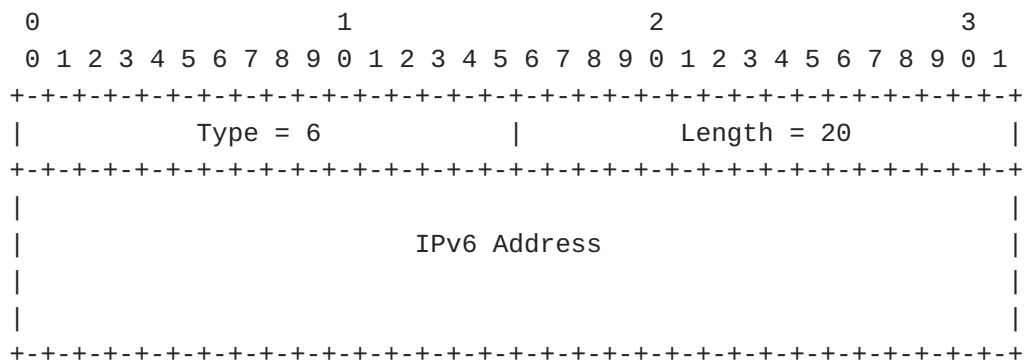 0                   1                   2                   3
 0 1 2 3 4 5 6 7 8 9 0 1 2 3 4 5 6 7 8 9 0 1 2 3 4 5 6 7 8 9 0 1
+-+-+-+-+-+-+-+-+-+-+-+-+-+-+-+-+-+-+-+-+-+-+-+-+-+-+-+-+-+-+-+-+
|           Type = 6            |          Length = 20          |
+-+-+-+-+-+-+-+-+-+-+-+-+-+-+-+-+-+-+-+-+-+-+-+-+-+-+-+-+-+-+-+-+
|                                                               |
|                         IPv6 Address                          |
|                                                               |
|                                                               |
+-+-+-+-+-+-+-+-+-+-+-+-+-+-+-+-+-+-+-+-+-+-+-+-+-+-+-+-+-+-+-+-+